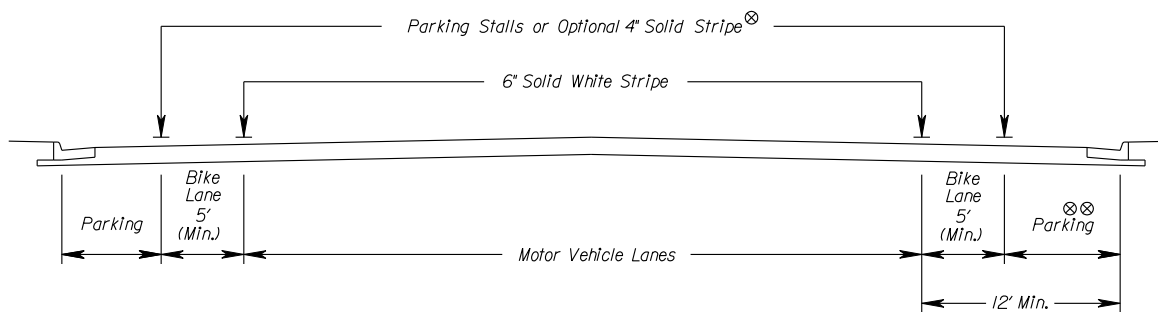 Parking Stalls or Optional 4" Solid Stripe⊗
6" Solid White Stripe
Bike
Lane
5'
(Min.)
Parking
Motor Vehicle Lanes
Bike
Lane
5'
(Min.)
⊗⊗
Parking
12' Min.